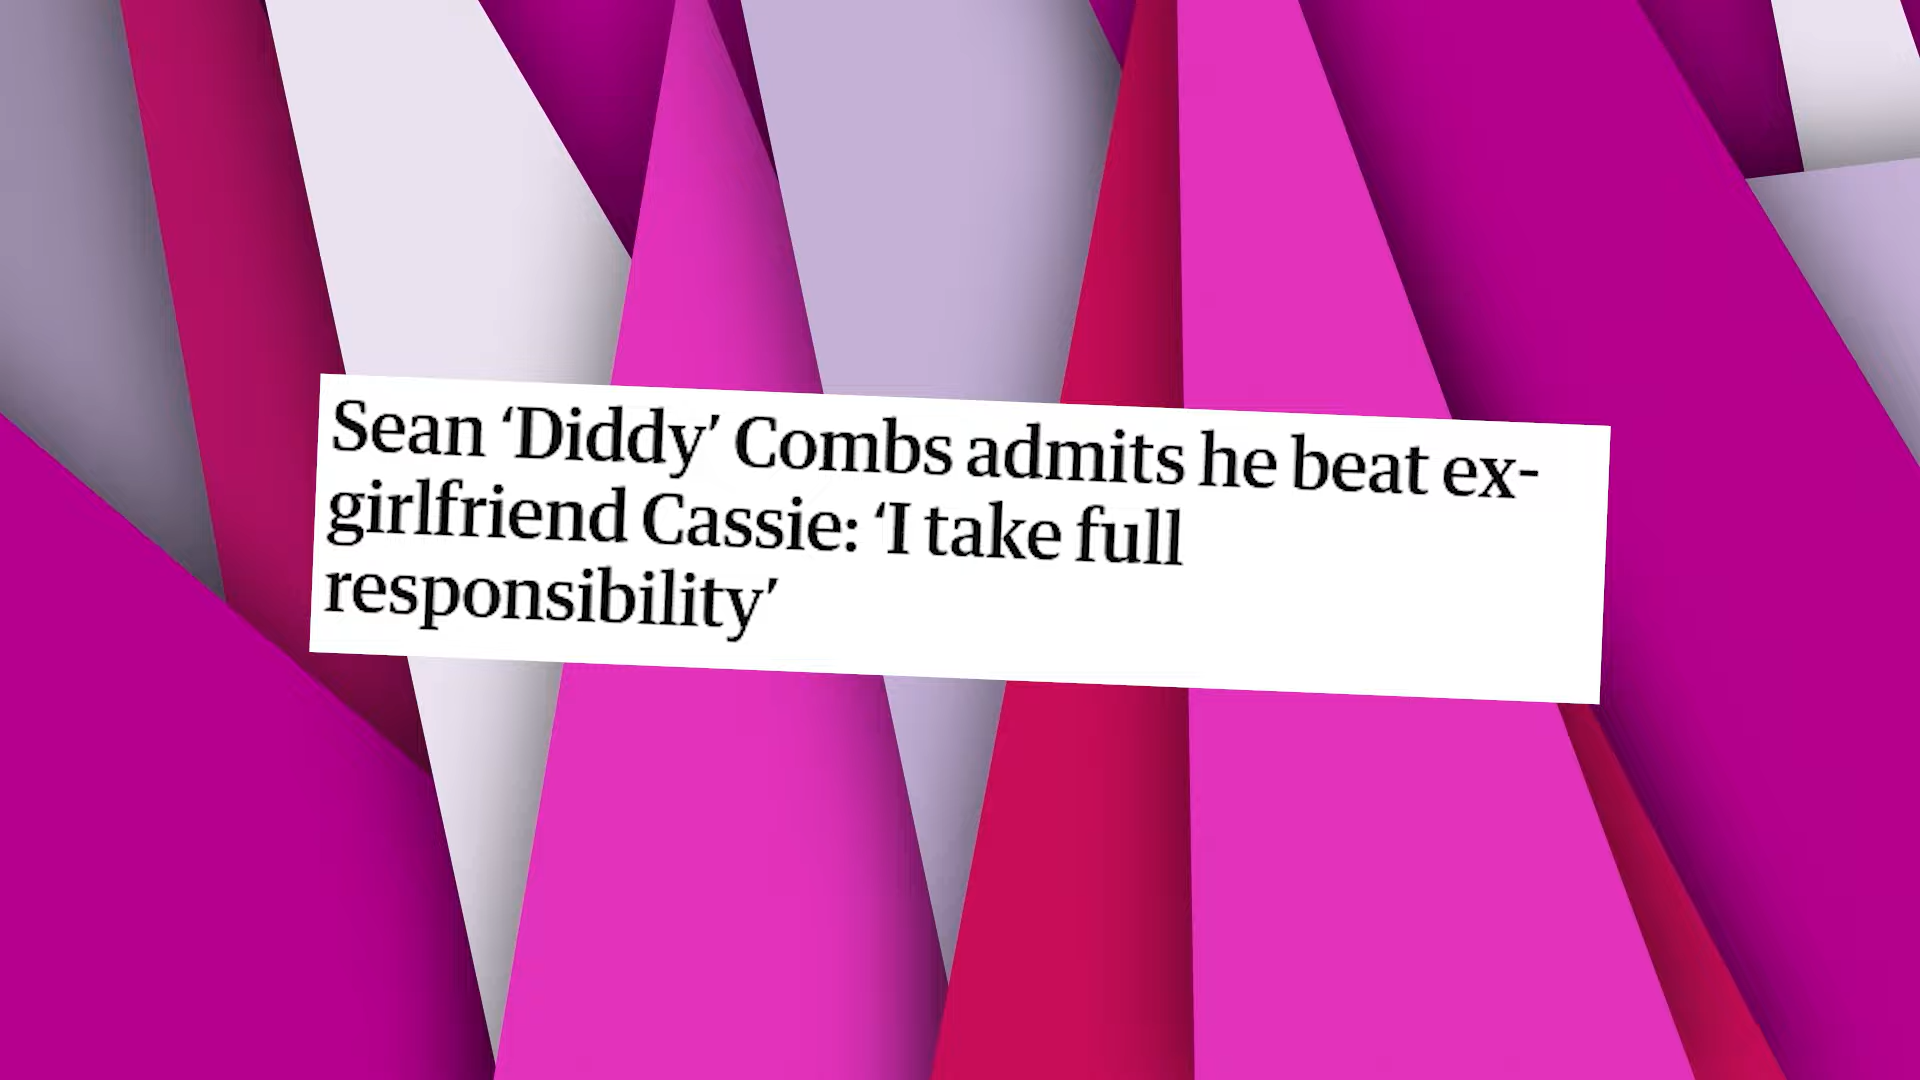 Sean ‘Diddy’ Combs admits he beat ex-
girlfriend Cassie: ‘I take full
responsibility’